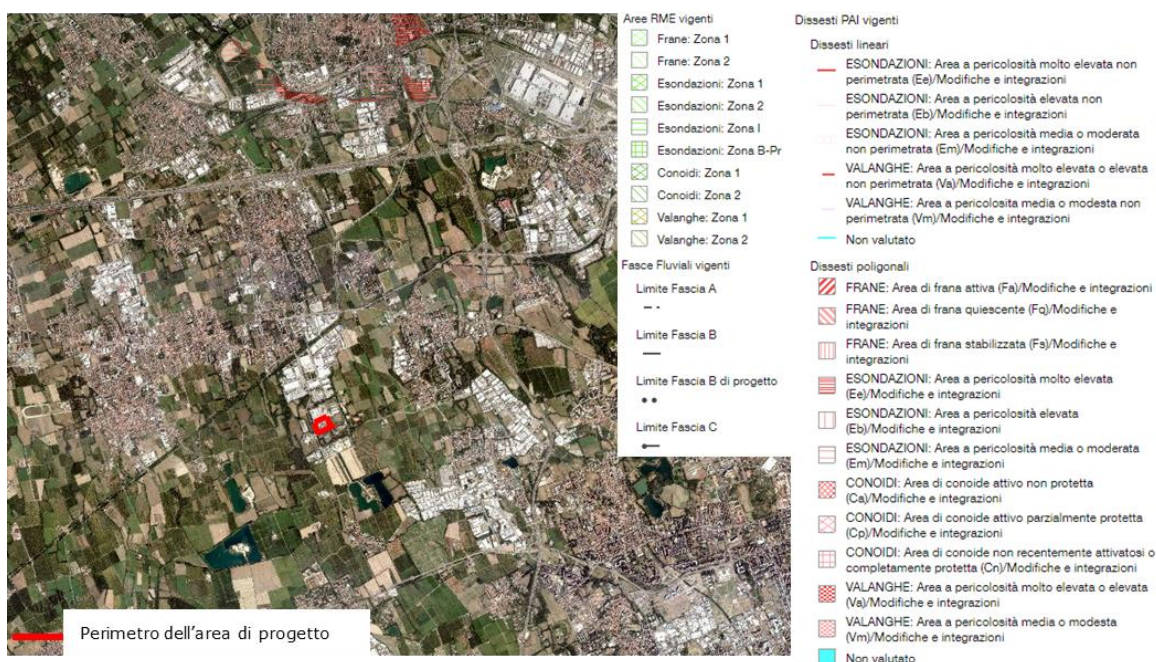 Aree RME vigenti
Frane: Zona 1
Frane: Zona 2
Esondazioni: Zona 1
Esondazioni: Zona 2
Esondazioni: Zona I
Esondazioni: Zona B-Pr
Conoidi: Zona 1
Conoidi: Zona 2
Valanghe: Zona 1
Valanghe: Zona 2
Fasce Fluviali vigenti
Limite Fascia A
Limite Fascia B
Limite Fascia B di progetto
Limite Fascia C
Dissesti PAI vigenti
Dissesti lineari
ESONDAZIONI: Area a pericolosità molto elevata non
perimetrata (Ee)/Modifiche e integrazioni
ESONDAZIONI: Area a pericolosità elevata non
perimetrata (Eb)/Modifiche e integrazioni
ESONDAZIONI: Area a pericolosità media o moderata
non perimetrata (Em)/Modifiche e integrazioni
VALANGHE: Area a pericolosità molto elevata o elevata
non perimetrata (Va)/Modifiche e integrazioni
VALANGHE: Area a pericolosita media o modesta non
perimetrata (Vm)/Modifiche e integrazioni
Non valutato
Dissesti poligonali
FRANE: Area di frana attiva (Fa)/Modifiche e integrazioni
FRANE: Area di frana quiescente (Fq)/Modifiche e
integrazioni
FRANE: Area di frana stabilizzata (Fs)/Modifiche e
integrazioni
ESONDAZIONI: Area a pericolosità molto elevata
(Ee)/Modifiche e integrazioni
ESONDAZIONI: Area a pericolosità elevata
(Eb)/Modifiche e integrazioni
ESONDAZIONI: Area a pericolosità media o moderata
(Em)/Modifiche e integrazioni
CONOIDI: Area di conoide attivo non protetta
(Ca)/Modifiche e integrazioni
CONOIDI: Area di conoide attivo parzialmente protetta
(Cp)/Modifiche e integrazioni
CONOIDI: Area di conoide non recentemente attivatosi o
completamente protetta (Cn)/Modifiche e integrazioni
VALANGHE: Area a pericolosità molto elevata o elevata
(Va)/Modifiche e integrazioni
VALANGHE: Area a pericolosità media o modesta
(Vm)/Modifiche e integrazioni
Non valutato
Perimetro dell'area di progetto